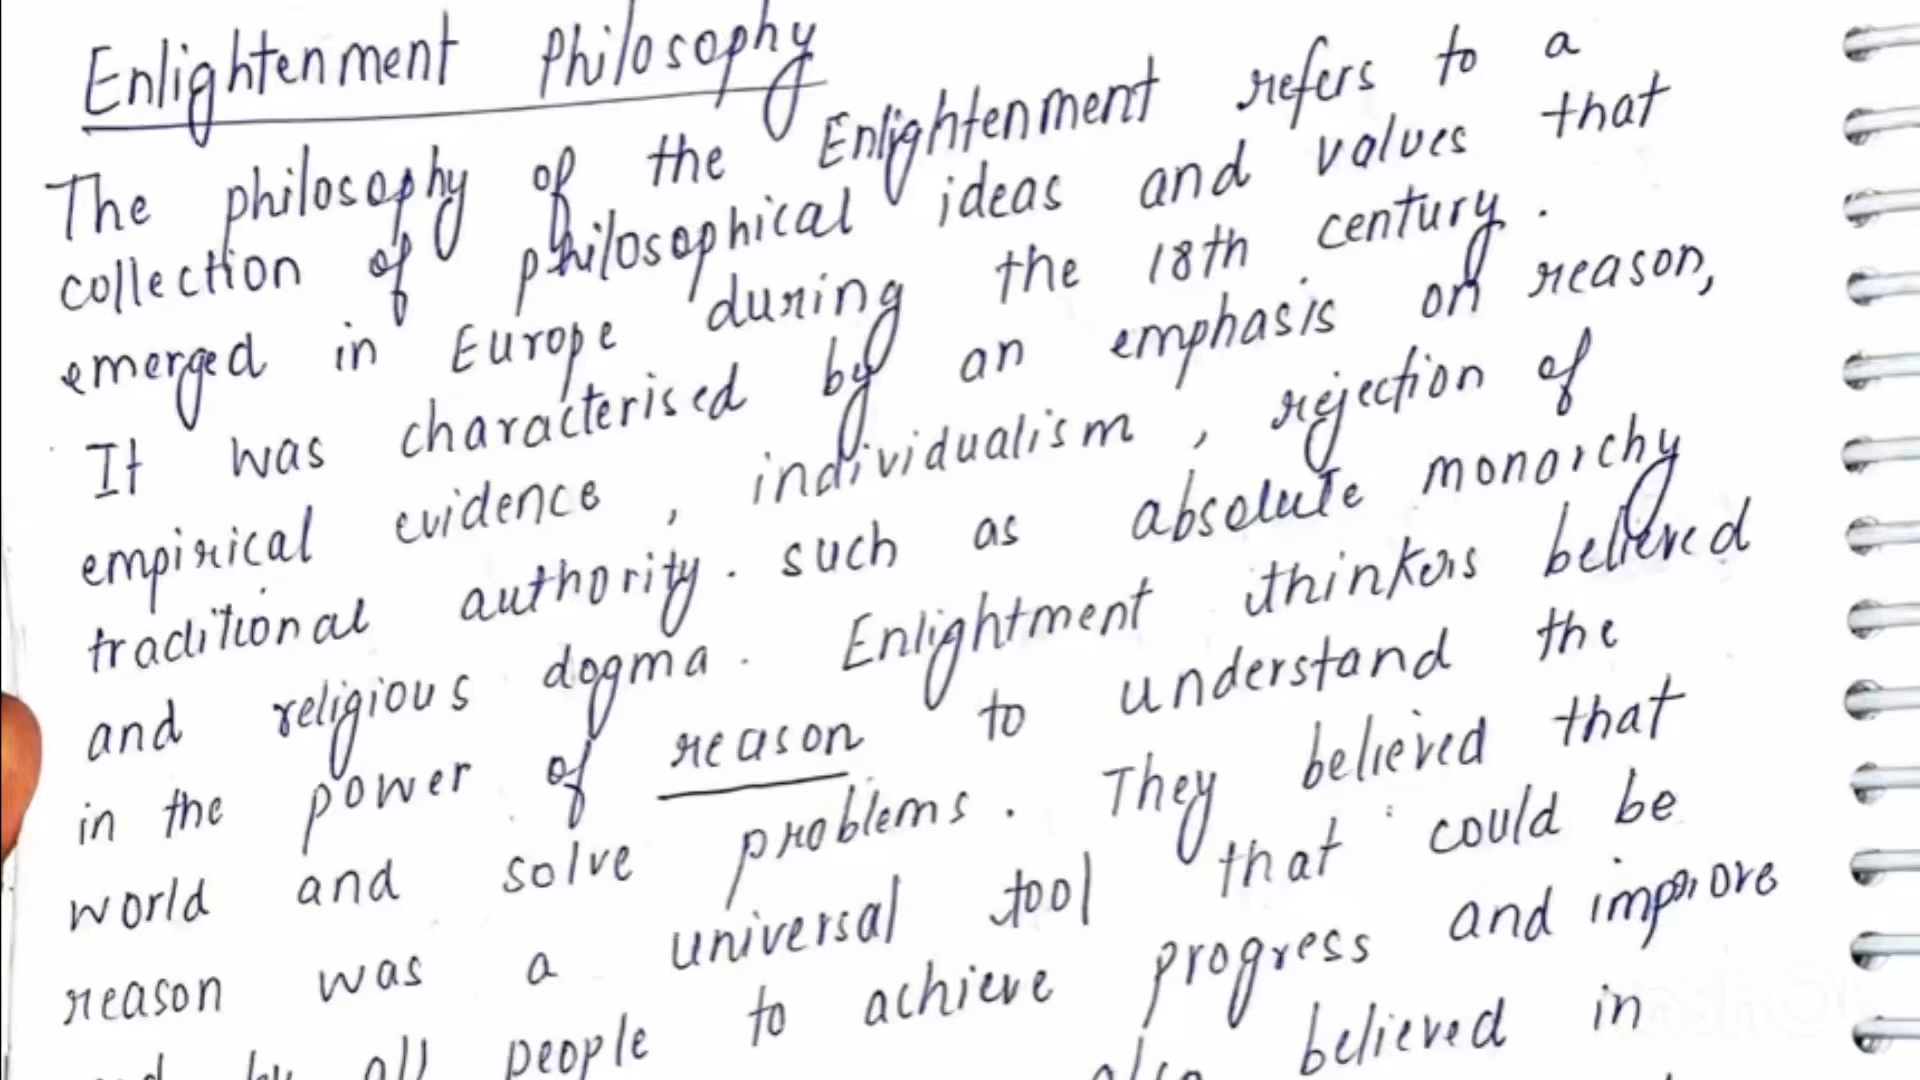 Enlightenment Philosophy
The philosophy of the Enlightenment refers to a
collection of philosophical ideas and values that
emerged in Europe during the 18th century.
It was characterised by an emphasis on reason,
empirical evidence, individualism, rejection of
traditional authority. such as absolute monarchy
and religious dogma. Enlightment thinkers believed
in the power of reason to understand the
world and solve problems. They believed that
reason was a universal tool that could be
by all people to achieve progress and improve
also believed in